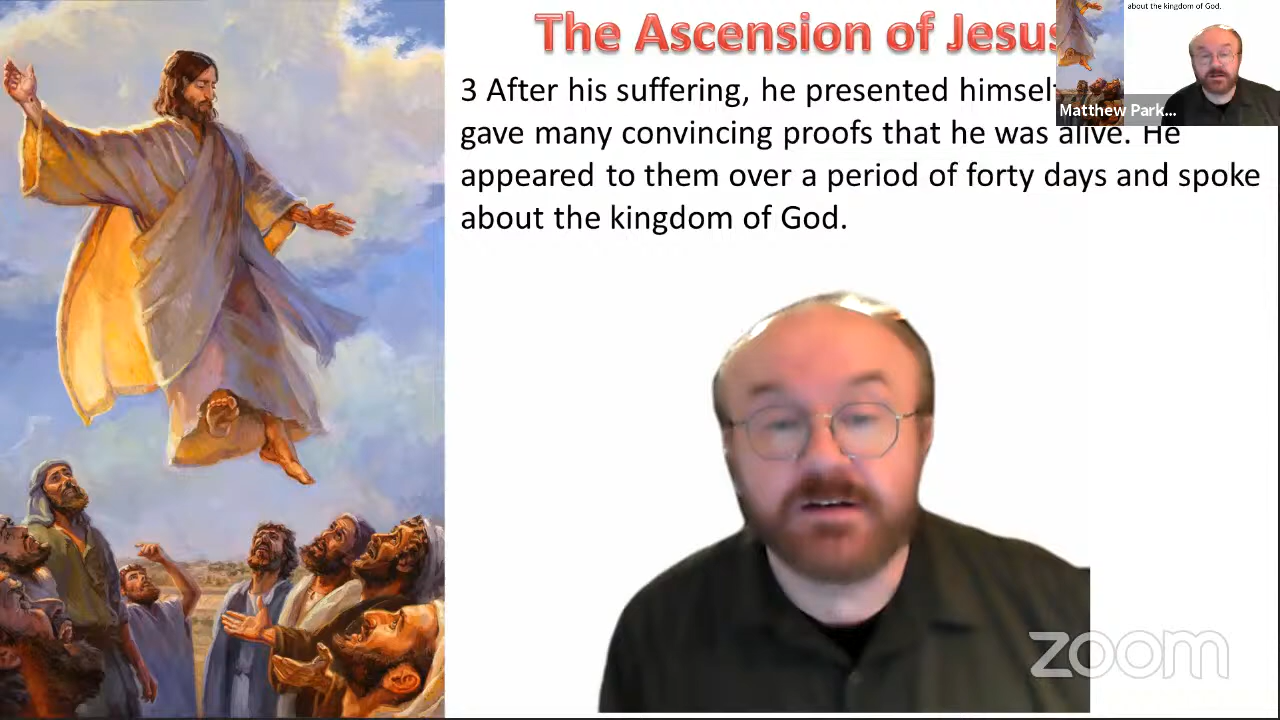 The Ascension of Jesus
about the kingdom of God.
Matthew Park...
3 After his suffering, he presented himself
gave many convincing proofs that he was alive. He
appeared to them over a period of forty days and spoke
about the kingdom of God.
zoom